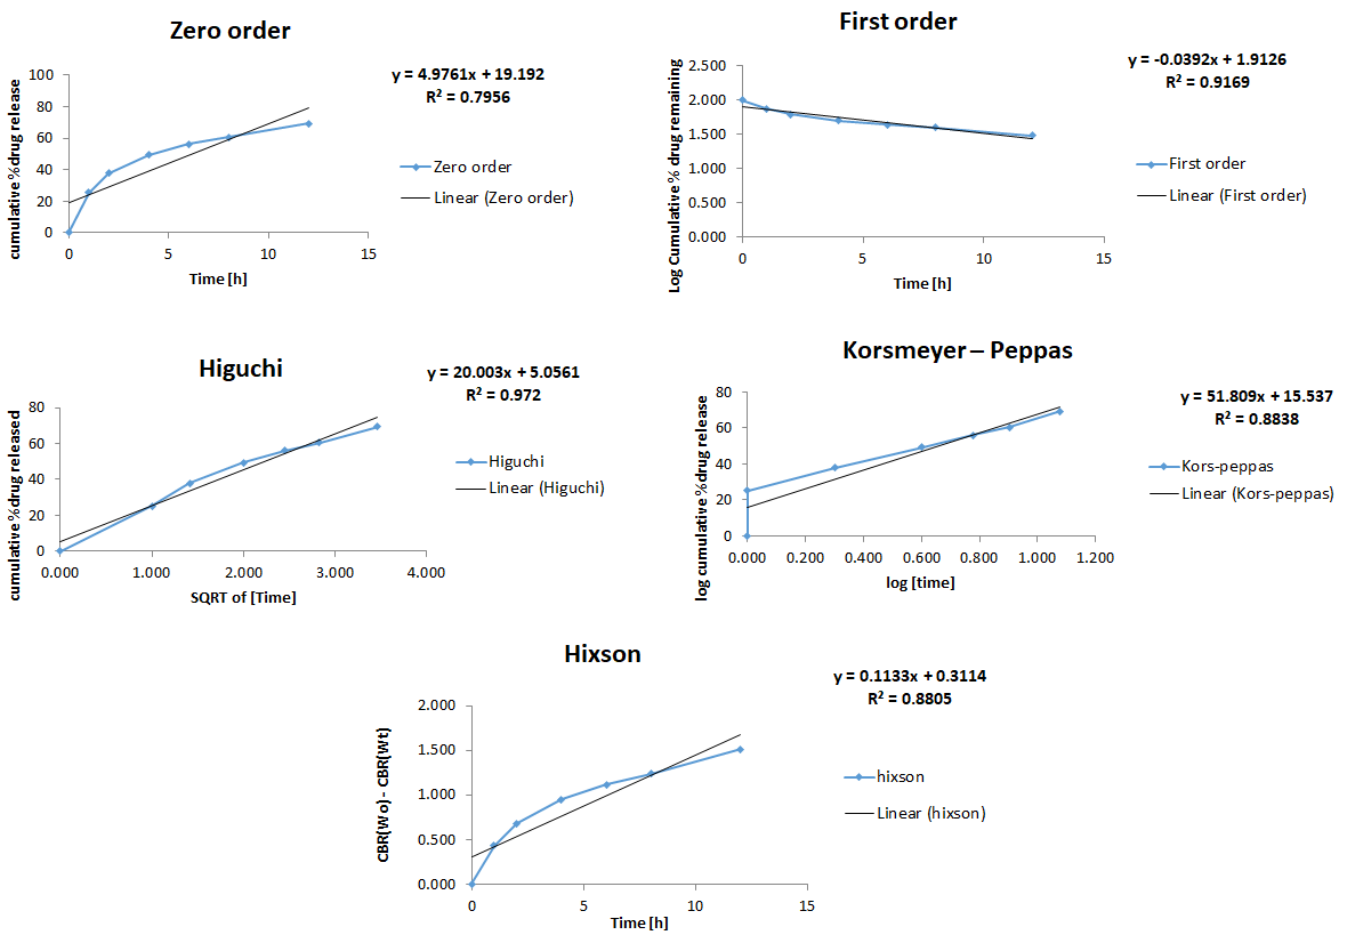 Zero order
y = 4.9761x + 19.192
R² = 0.7956
cumulative %drug release
100
80
60
40
20
0
0 5 10 15
Time [h]
Zero order
Linear (Zero order)
First order
y = -0.0392x + 1.9126
R² = 0.9169
Log Cumulative % drug remaining
2.500
2.000
1.500
1.000
0.500
0.000
0 5 10 15
Time [h]
First order
Linear (First order)
Higuchi
y = 20.003x + 5.0561
R² = 0.972
cumulative %drug released
80
60
40
20
0
0.000 1.000 2.000 3.000 4.000
SQRT of [Time]
Higuchi
Linear (Higuchi)
Korsmeyer – Peppas
y = 51.809x + 15.537
R² = 0.8838
log cumulative %drug release
80
60
40
20
0
0.000 0.200 0.400 0.600 0.800 1.000 1.200
log [time]
Kors-peppas
Linear (Kors-peppas)
Hixson
y = 0.1133x + 0.3114
R² = 0.8805
CBR(Wo) - CBR(Wt)
2.000
1.500
1.000
0.500
0.000
0 5 10 15
Time [h]
hixson
Linear (hixson)